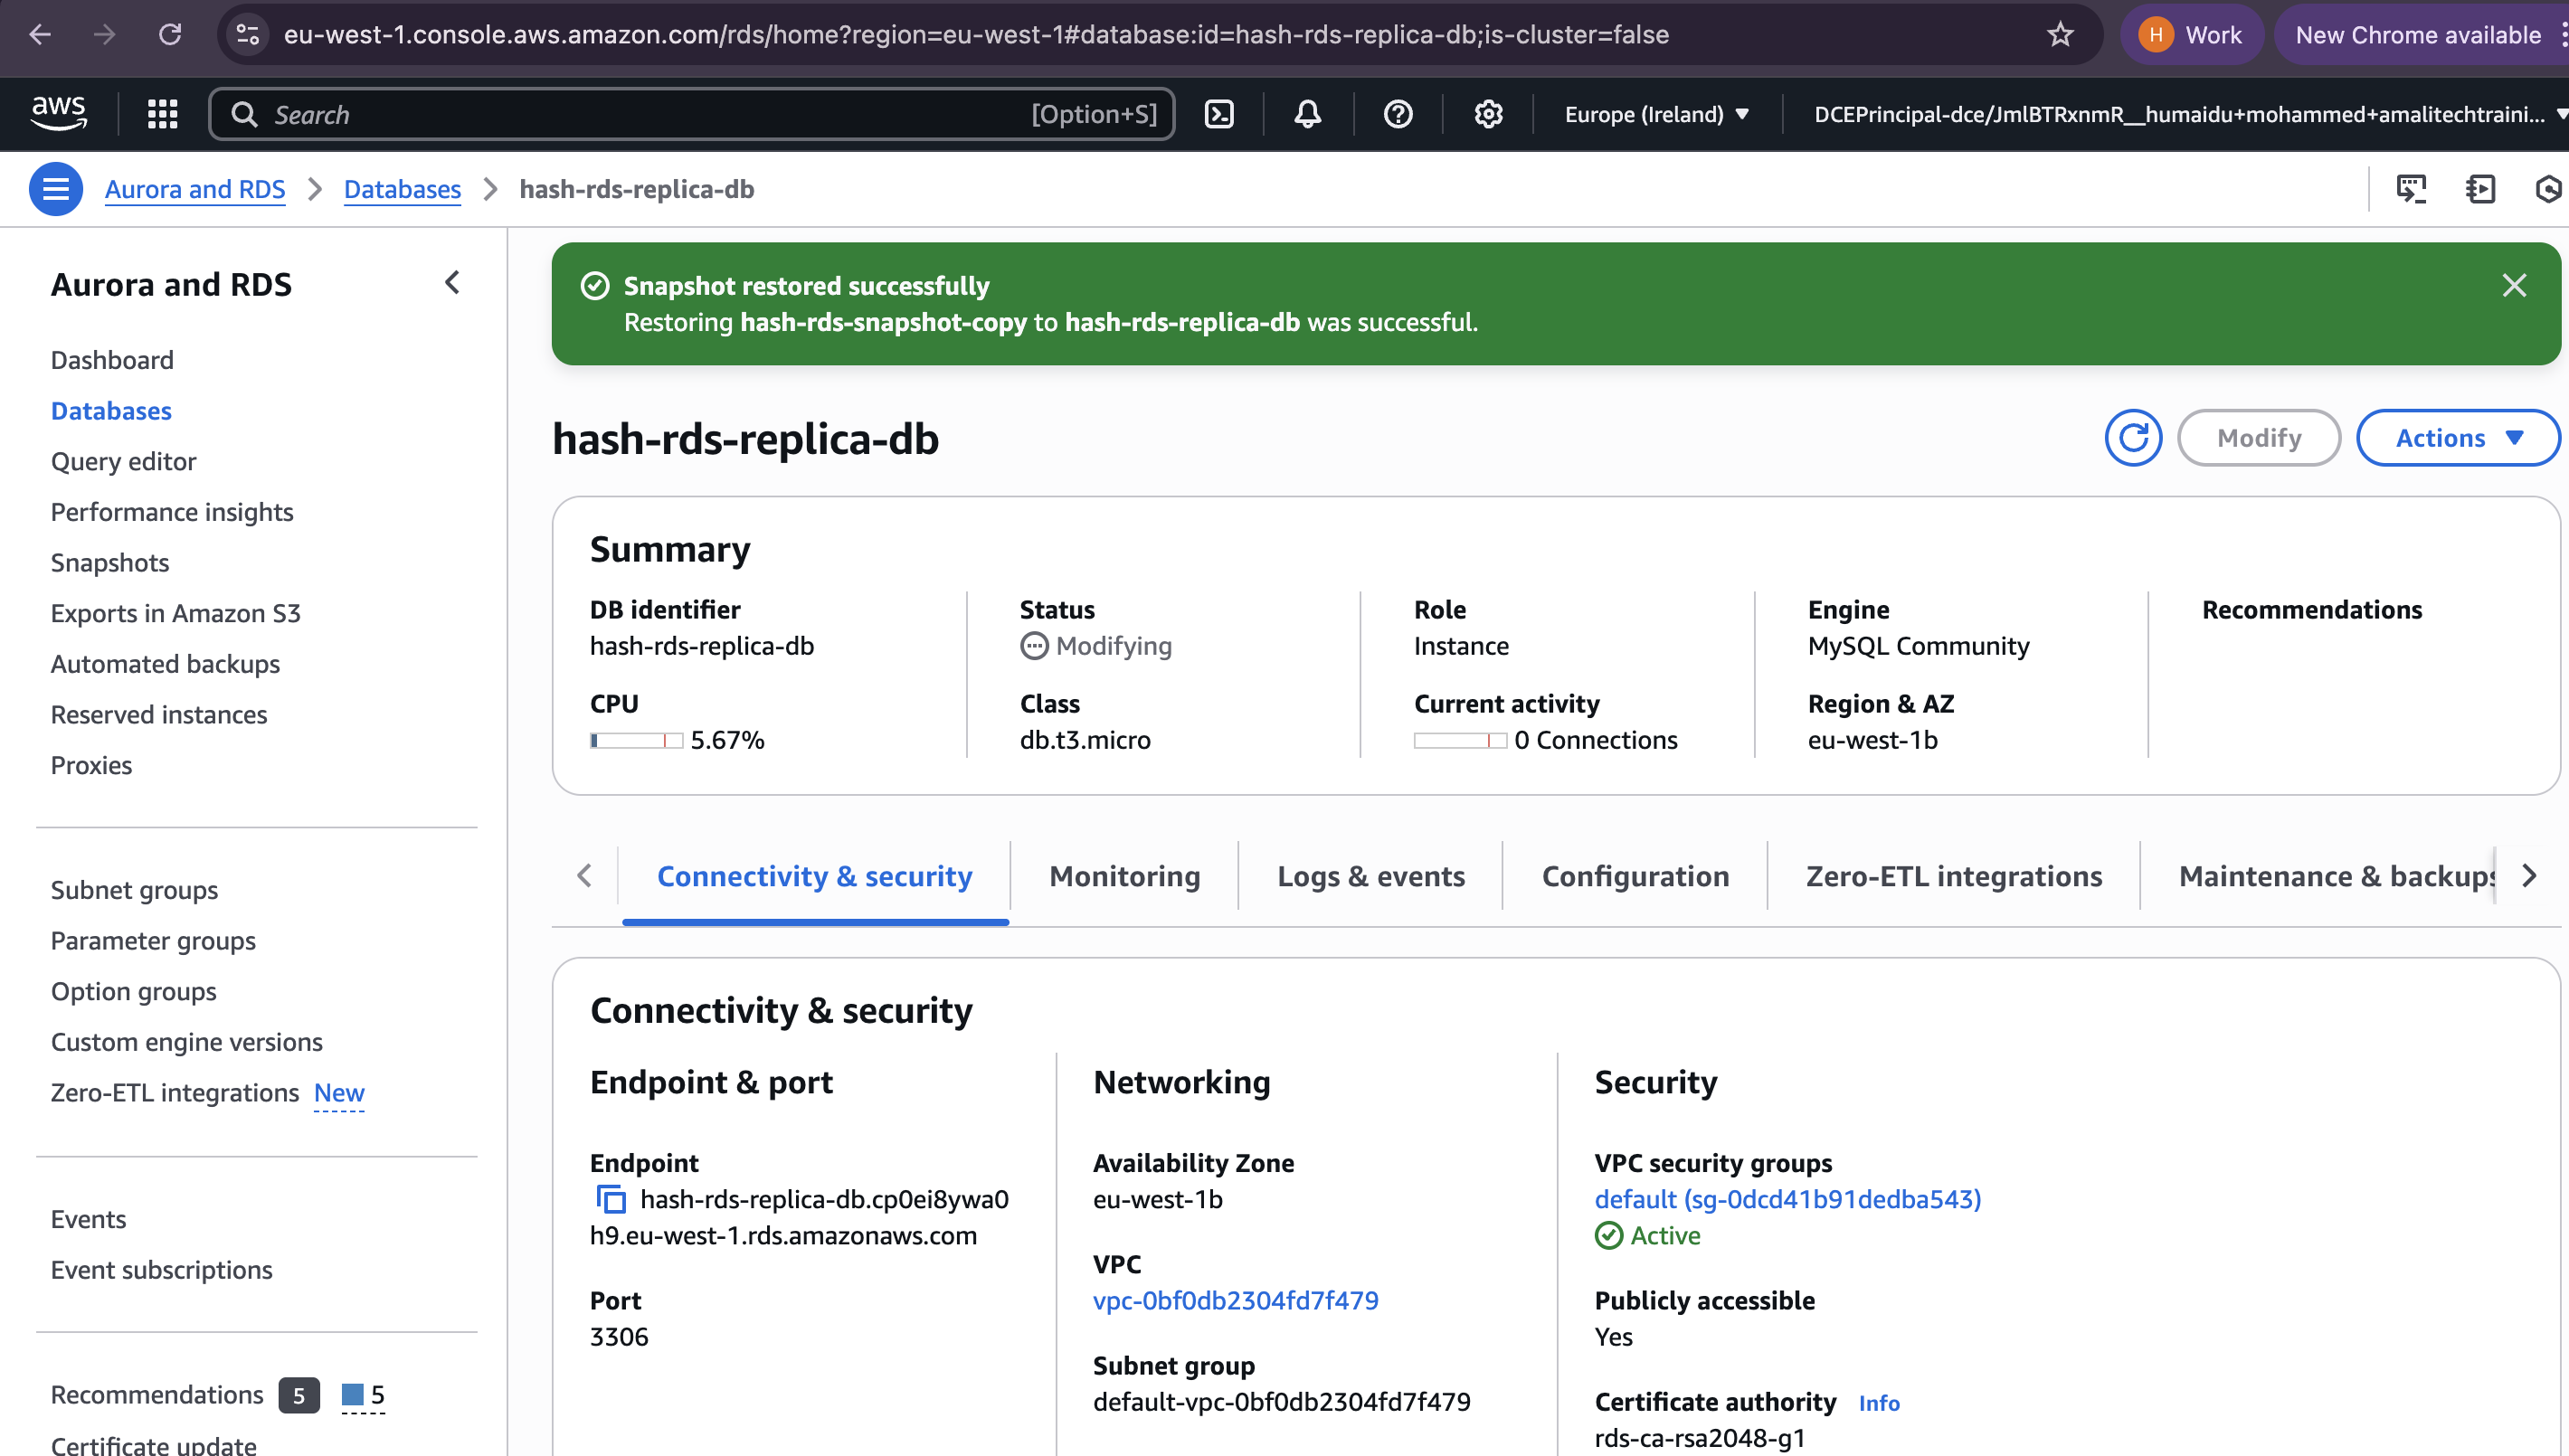 eu-west-1.console.aws.amazon.com/rds/home?region=eu-west-1#database:id=hash-rds-replica-db;is-cluster=false
H Work
New Chrome available
aws
Search
[Option+S]
Europe (Ireland)
DCEPrincipal-dce/JmlBTRxnmR__humaidu+mohammed+amalitechtraini...
Aurora and RDS
Databases
hash-rds-replica-db
Aurora and RDS
Dashboard
Databases
Query editor
Performance insights
Snapshots
Exports in Amazon S3
Automated backups
Reserved instances
Proxies
Subnet groups
Parameter groups
Option groups
Custom engine versions
Zero-ETL integrations New
Events
Event subscriptions
Recommendations 5 5
Certificate update
Snapshot restored successfully
Restoring hash-rds-snapshot-copy to hash-rds-replica-db was successful.
hash-rds-replica-db
Modify
Actions
Summary
DB identifier
hash-rds-replica-db
Status
Modifying
Role
Instance
Engine
MySQL Community
Recommendations
CPU
5.67%
Class
db.t3.micro
Current activity
0 Connections
Region & AZ
eu-west-1b
Connectivity & security
Monitoring
Logs & events
Configuration
Zero-ETL integrations
Maintenance & backups
Connectivity & security
Endpoint & port
Endpoint
hash-rds-replica-db.cp0ei8ywa0
h9.eu-west-1.rds.amazonaws.com
Port
3306
Networking
Availability Zone
eu-west-1b
VPC
vpc-0bf0db2304fd7f479
Subnet group
default-vpc-0bf0db2304fd7f479
Security
VPC security groups
default (sg-0dcd41b91dedba543)
Active
Publicly accessible
Yes
Certificate authority Info
rds-ca-rsa2048-g1